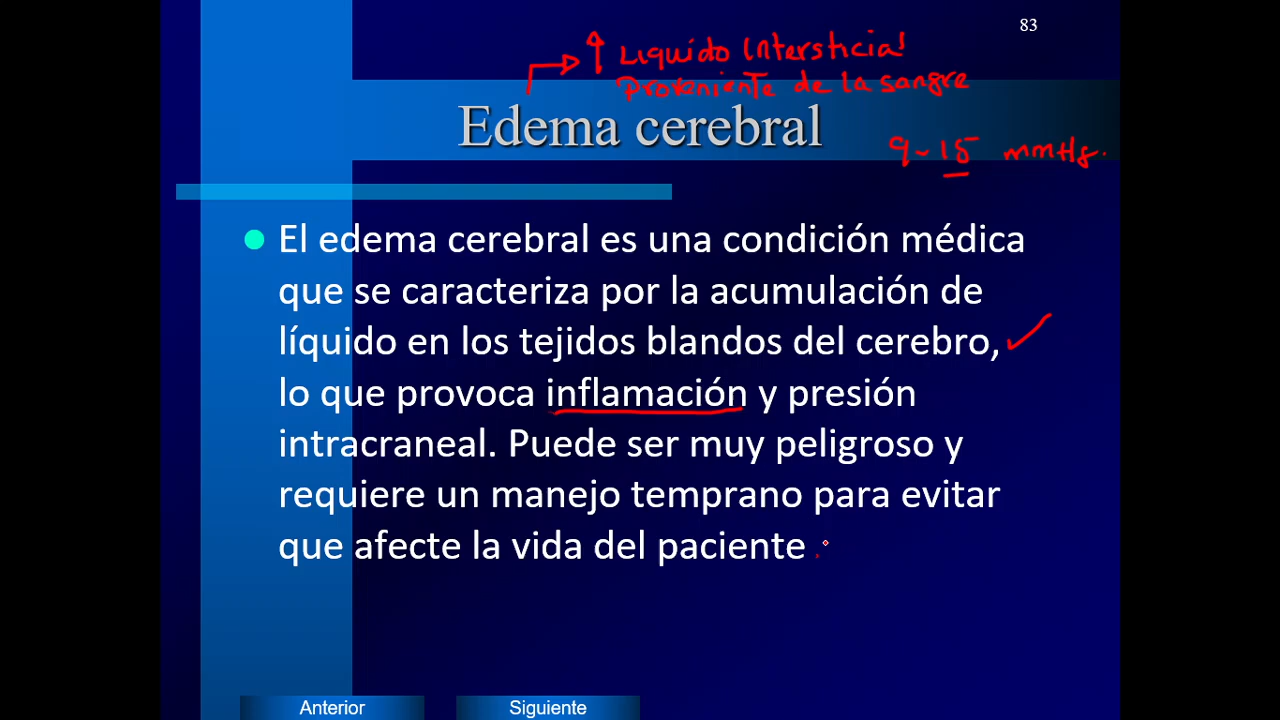 83
↑ Liquido Intersticial
Proveniente de la sangre
Edema cerebral
9-15 mmHg.
El edema cerebral es una condición médica
que se caracteriza por la acumulación de
líquido en los tejidos blandos del cerebro,
lo que provoca inflamación y presión
intracraneal. Puede ser muy peligroso y
requiere un manejo temprano para evitar
que afecte la vida del paciente .
Anterior
Siguiente